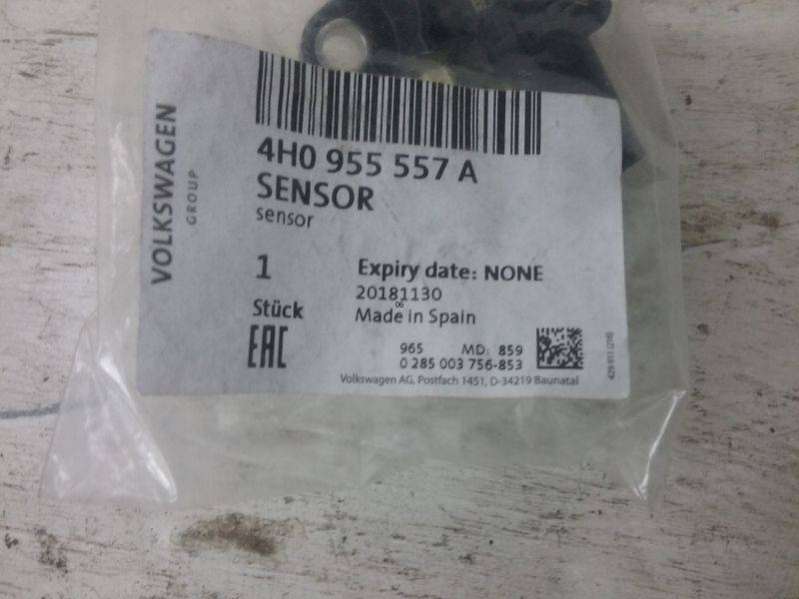 VOLKSWAGEN
GROUP
4H0 955 557 A
SENSOR
sensor
1
Stück
EAC
Expiry date: NONE
20181130
Made in Spain
965 MD: 859
0 285 003 756-853
Volkswagen AG, Postfach 1451, D-34219 Baunatal